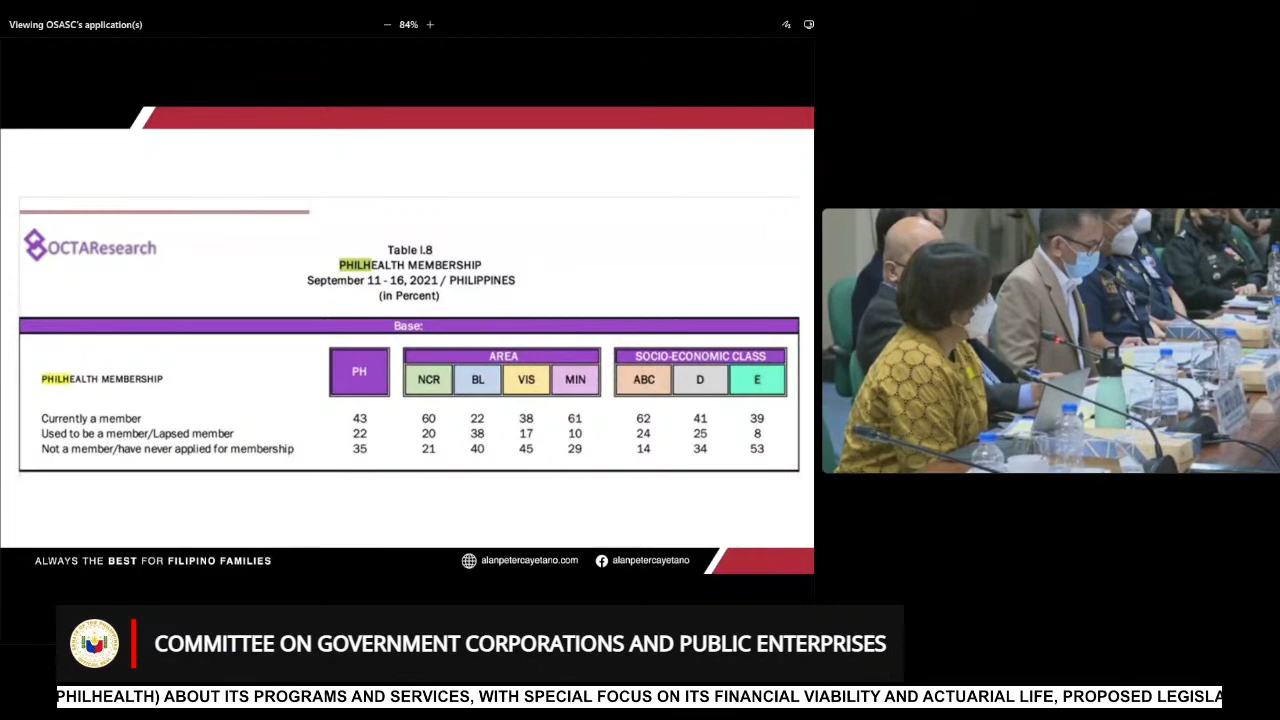 Viewing OSASC's application(s)
− 84% +
OCTAResearch
Table I.8
PHILHEALTH MEMBERSHIP
September 11 - 16, 2021 / PHILIPPINES
(in Percent)
Base:
PHILHEALTH MEMBERSHIP
PH
AREA
SOCIO-ECONOMIC CLASS
NCR BL VIS MIN ABC D E
Currently a member 43 60 22 38 61 62 41 39
Used to be a member/Lapsed member 22 20 38 17 10 24 25 8
Not a member/have never applied for membership 35 21 40 45 29 14 34 53
ALWAYS THE BEST FOR FILIPINO FAMILIES
alanpetercayetano.com
alanpetercayetano
COMMITTEE ON GOVERNMENT CORPORATIONS AND PUBLIC ENTERPRISES
PHILHEALTH) ABOUT ITS PROGRAMS AND SERVICES, WITH SPECIAL FOCUS ON ITS FINANCIAL VIABILITY AND ACTUARIAL LIFE, PROPOSED LEGISLA